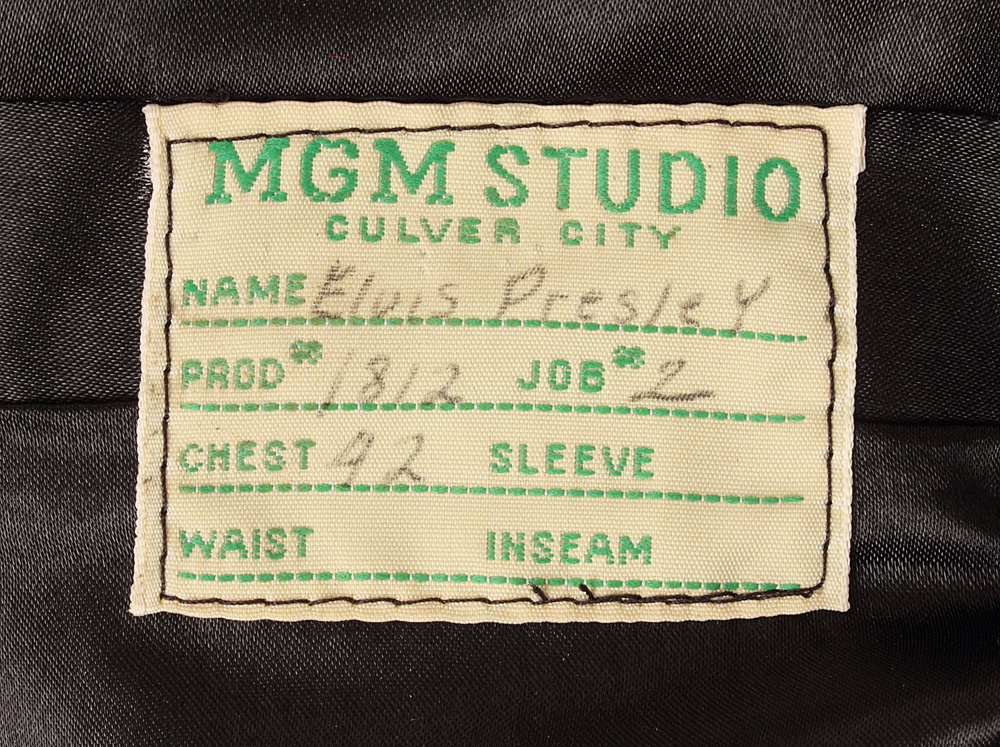 MGM STUDIO
CULVER CITY
NAME Elvis Presley
PROD # 1812 JOB # 2
CHEST 42 SLEEVE
WAIST INSEAM